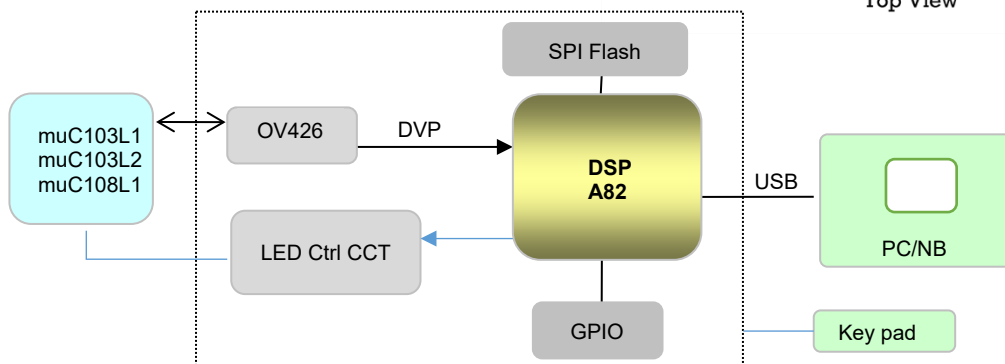 Top View
SPI Flash
muC103L1
muC103L2
muC108L1
OV426
DVP
DSP
A82
USB
LED Ctrl CCT
PC/NB
GPIO
Key pad